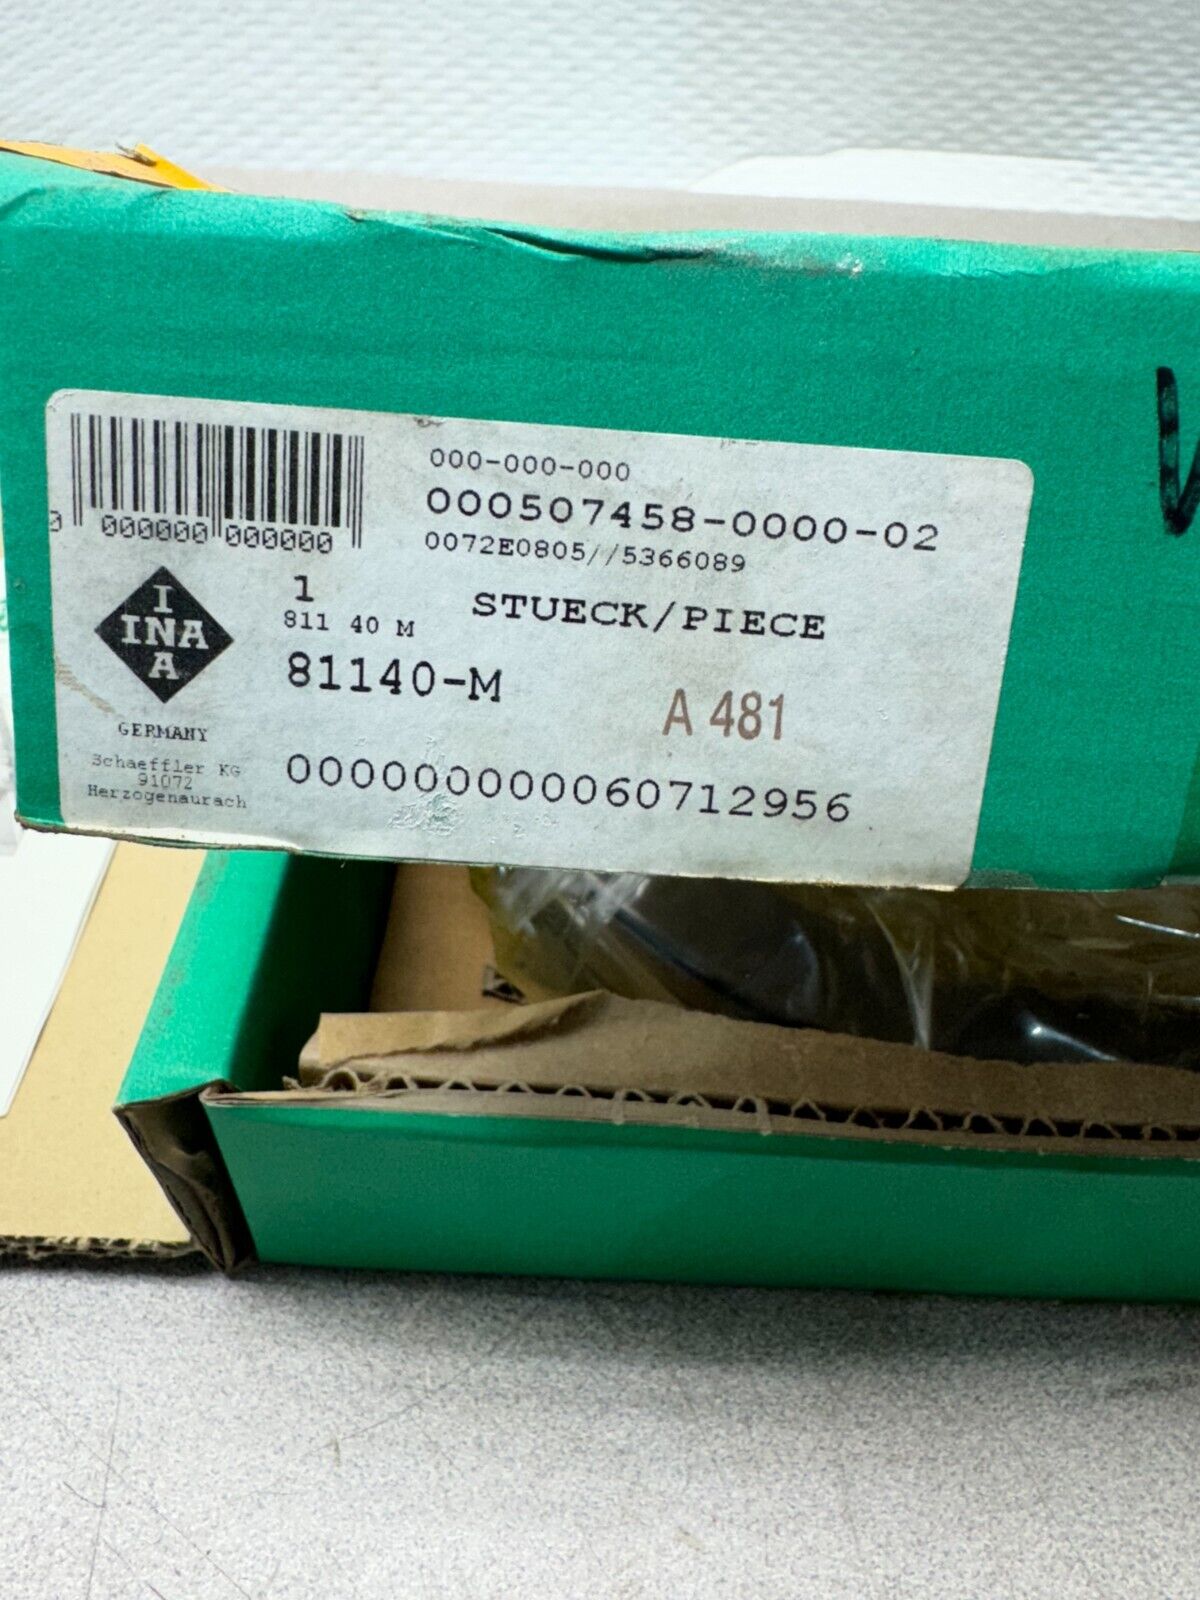 000000 000000
000-000-000
000507458-0000-02
0072E0805//5366089
1 STUECK/PIECE
811 40 M
81140-M
A 481
00000000060712956
I
INA
A
GERMANY
Schaeffler KG
91072
Herzogenaurach